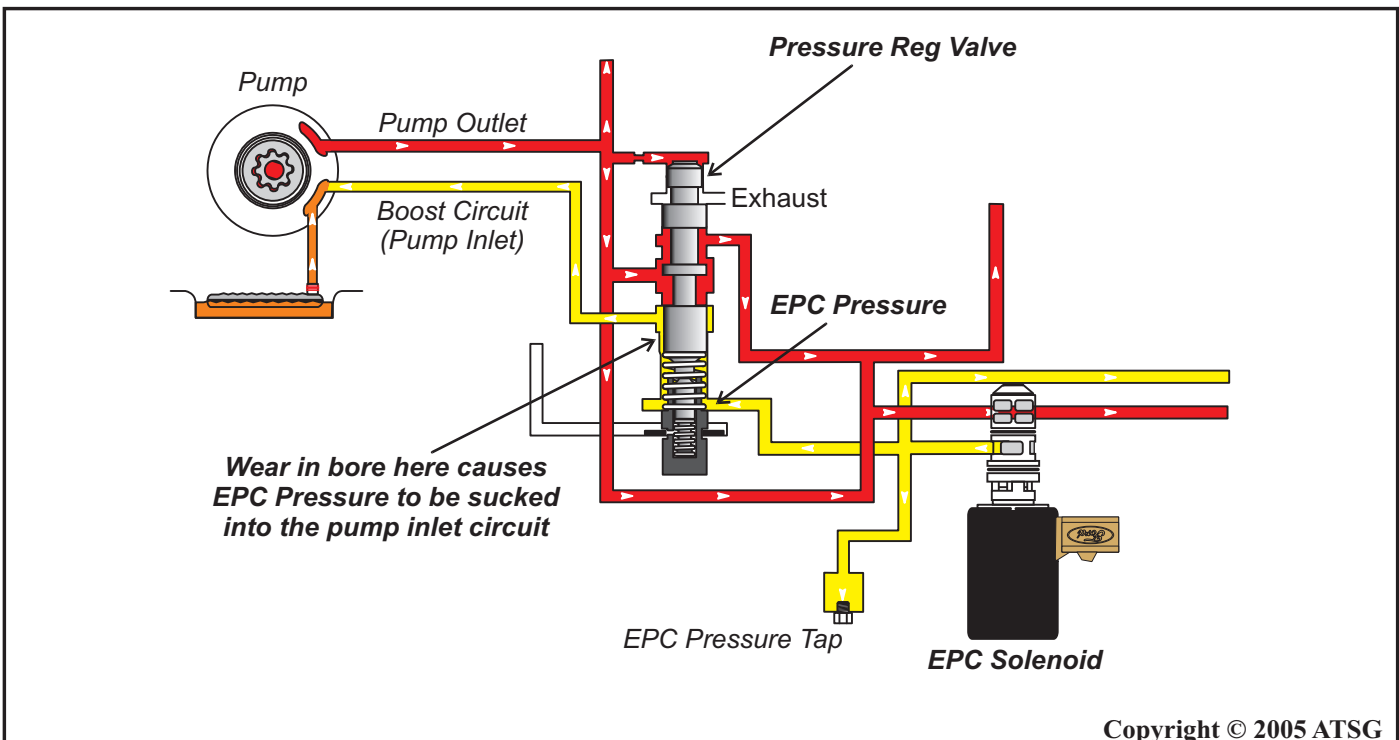 Pressure Reg Valve
Pump
Pump Outlet
Exhaust
Boost Circuit
(Pump Inlet)
EPC Pressure
Wear in bore here causes
EPC Pressure to be sucked
into the pump inlet circuit
Ford
EPC Pressure Tap
EPC Solenoid
Copyright © 2005 ATSG